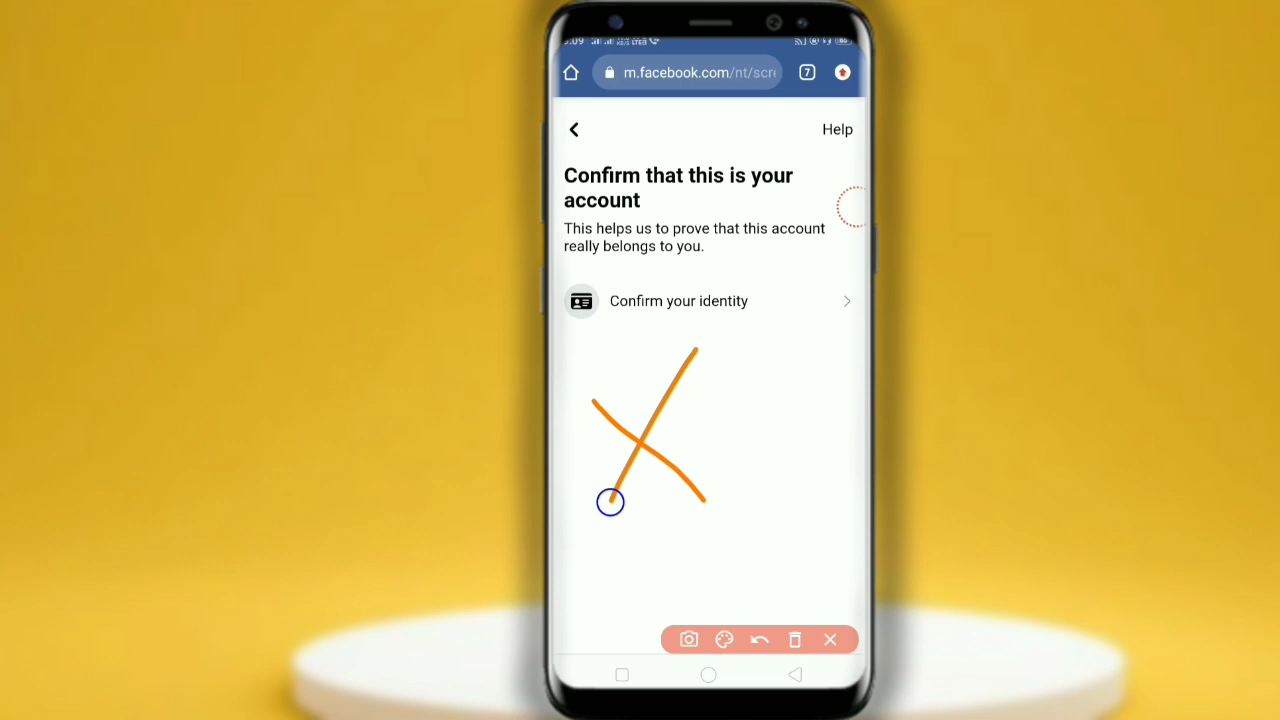 m.facebook.com/nt/scr
7
Help
Confirm that this is your
account
This helps us to prove that this account
really belongs to you.
Confirm your identity